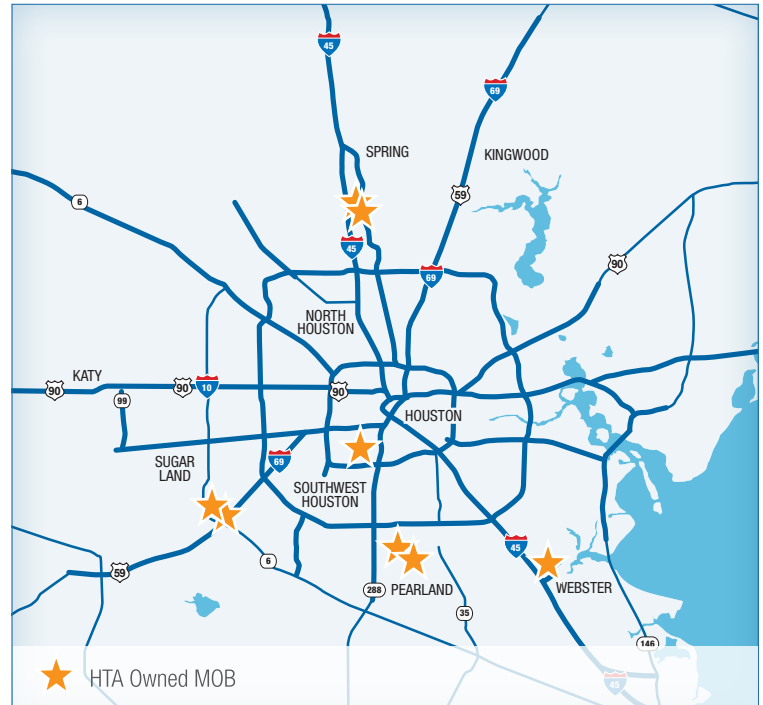 45
69
SPRING
KINGWOOD
59
6
45
90
69
NORTH
HOUSTON
KATY
90
90
10
90
99
HOUSTON
SUGAR
LAND
69
SOUTHWEST
HOUSTON
45
6
59
288
PEARLAND
WEBSTER
35
146
HTA Owned MOB
45